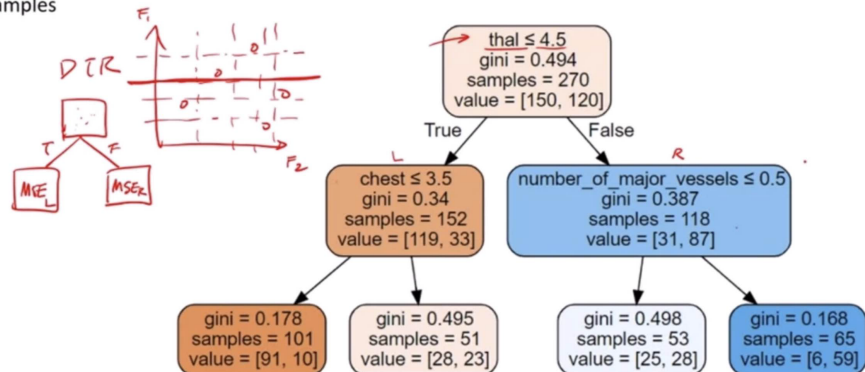 amples
F₁
DTR
T F
MSE_L MSE_R
F₂
thal ≤ 4.5
gini = 0.494
samples = 270
value = [150, 120]
True False
L R
chest ≤ 3.5
gini = 0.34
samples = 152
value = [119, 33]
number_of_major_vessels ≤ 0.5
gini = 0.387
samples = 118
value = [31, 87]
gini = 0.178
samples = 101
value = [91, 10]
gini = 0.495
samples = 51
value = [28, 23]
gini = 0.498
samples = 53
value = [25, 28]
gini = 0.168
samples = 65
value = [6, 59]